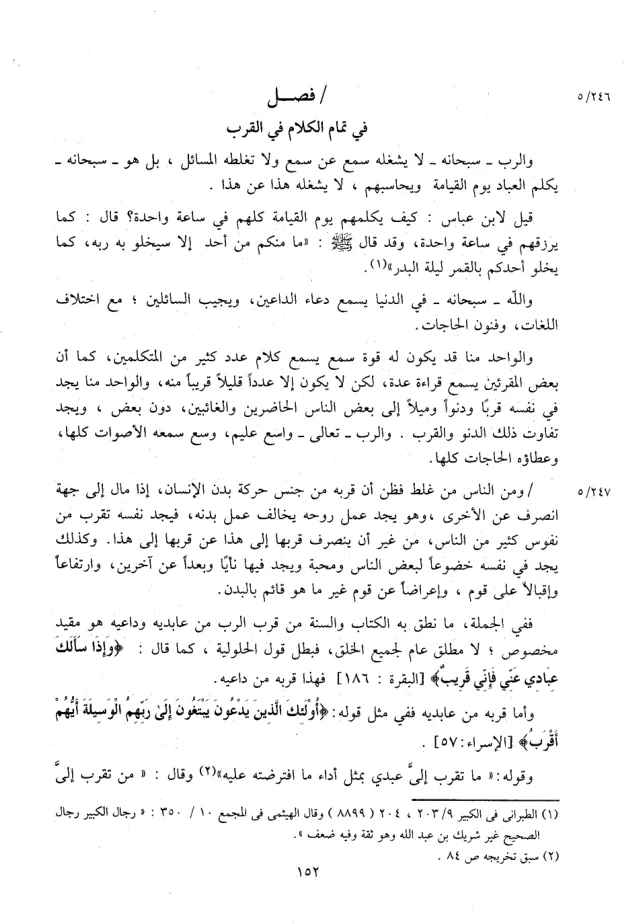 ٥/٢٤٦
/ فصــل
في تمام الكلام في القرب
والرب ـ سبحانه ـ لا يشغله سمع عن سمع ولا تغلطه المسائل ، بل هو ـ سبحانه ـ
يكلم العباد يوم القيامة ويحاسبهم ، لا يشغله هذا عن هذا .
قيل لابن عباس : كيف يكلمهم يوم القيامة كلهم في ساعة واحدة؟ قال : كما
يرزقهم في ساعة واحدة، وقد قال ﷺ : «ما منكم من أحد إلا سيخلو به ربه، كما
يخلو أحدكم بالقمر ليلة البدر»(١).
والله ـ سبحانه ـ في الدنيا يسمع دعاء الداعين، ويجيب السائلين ؛ مع اختلاف
اللغات، وفنون الحاجات.
والواحد منا قد يكون له قوة سمع يسمع كلام عدد كثير من المتكلمين، كما أن
بعض المقرئين يسمع قراءة عدة، لكن لا يكون إلا عدداً قليلاً قريباً منه، والواحد منا يجد
في نفسه قربًا ودنواً وميلاً إلى بعض الناس الحاضرين والغائبين، دون بعض ، ويجد
تفاوت ذلك الدنو والقرب . والرب ـ تعالى ـ واسع عليم، وسع سمعه الأصوات كلها،
وعطاؤه الحاجات كلها.
٥/٢٤٧
/ ومن الناس من غلط فظن أن قربه من جنس حركة بدن الإنسان، إذا مال إلى جهة
انصرف عن الأخرى ، وهو يجد عمل روحه يخالف عمل بدنه، فيجد نفسه تقرب من
نفوس كثير من الناس، من غير أن ينصرف قربها إلى هذا عن قربها إلى هذا. وكذلك
يجد في نفسه خضوعاً لبعض الناس ومحبة ويجد فيها نأيًا وبعداً عن آخرين، وارتفاعاً
وإقبالاً على قوم ، وإعراضاً عن قوم غير ما هو قائم بالبدن.
ففي الجملة، ما نطق به الكتاب والسنة من قرب الرب من عابديه وداعيه هو مقيد
مخصوص ؛ لا مطلق عام لجميع الخلق، فبطل قول الحلولية ، كما قال : ﴿وَإِذَا سَأَلَكَ
عِبَادِي عَنِّي فَإِنِّي قَرِيبٌ﴾ [البقرة : ١٨٦] فهذا قربه من داعيه.
وأما قربه من عابديه ففي مثل قوله: ﴿أُوْلَئِكَ الَّذِينَ يَدْعُونَ يَبْتَغُونَ إِلَىٰ رَبِّهِمُ الْوَسِيلَةَ أَيُّهُمْ
أَقْرَبُ﴾ [الإسراء:٥٧] .
وقوله:« ما تقرب إلىَّ عبدي بمثل أداء ما افترضته عليه»(٢) وقال : « من تقرب إلىَّ
(١) الطبرانى فى الكبير ٩/ ٢٠٣ ، ٢٠٤ ( ٨٨٩٩ ) وقال الهيثمى فى المجمع ١٠ / ٣٥٠ : « رجال الكبير رجال
الصحيح غير شريك بن عبد الله وهو ثقة وفيه ضعف ».
(٢) سبق تخريجه ص ٨٤ .
١٥٢